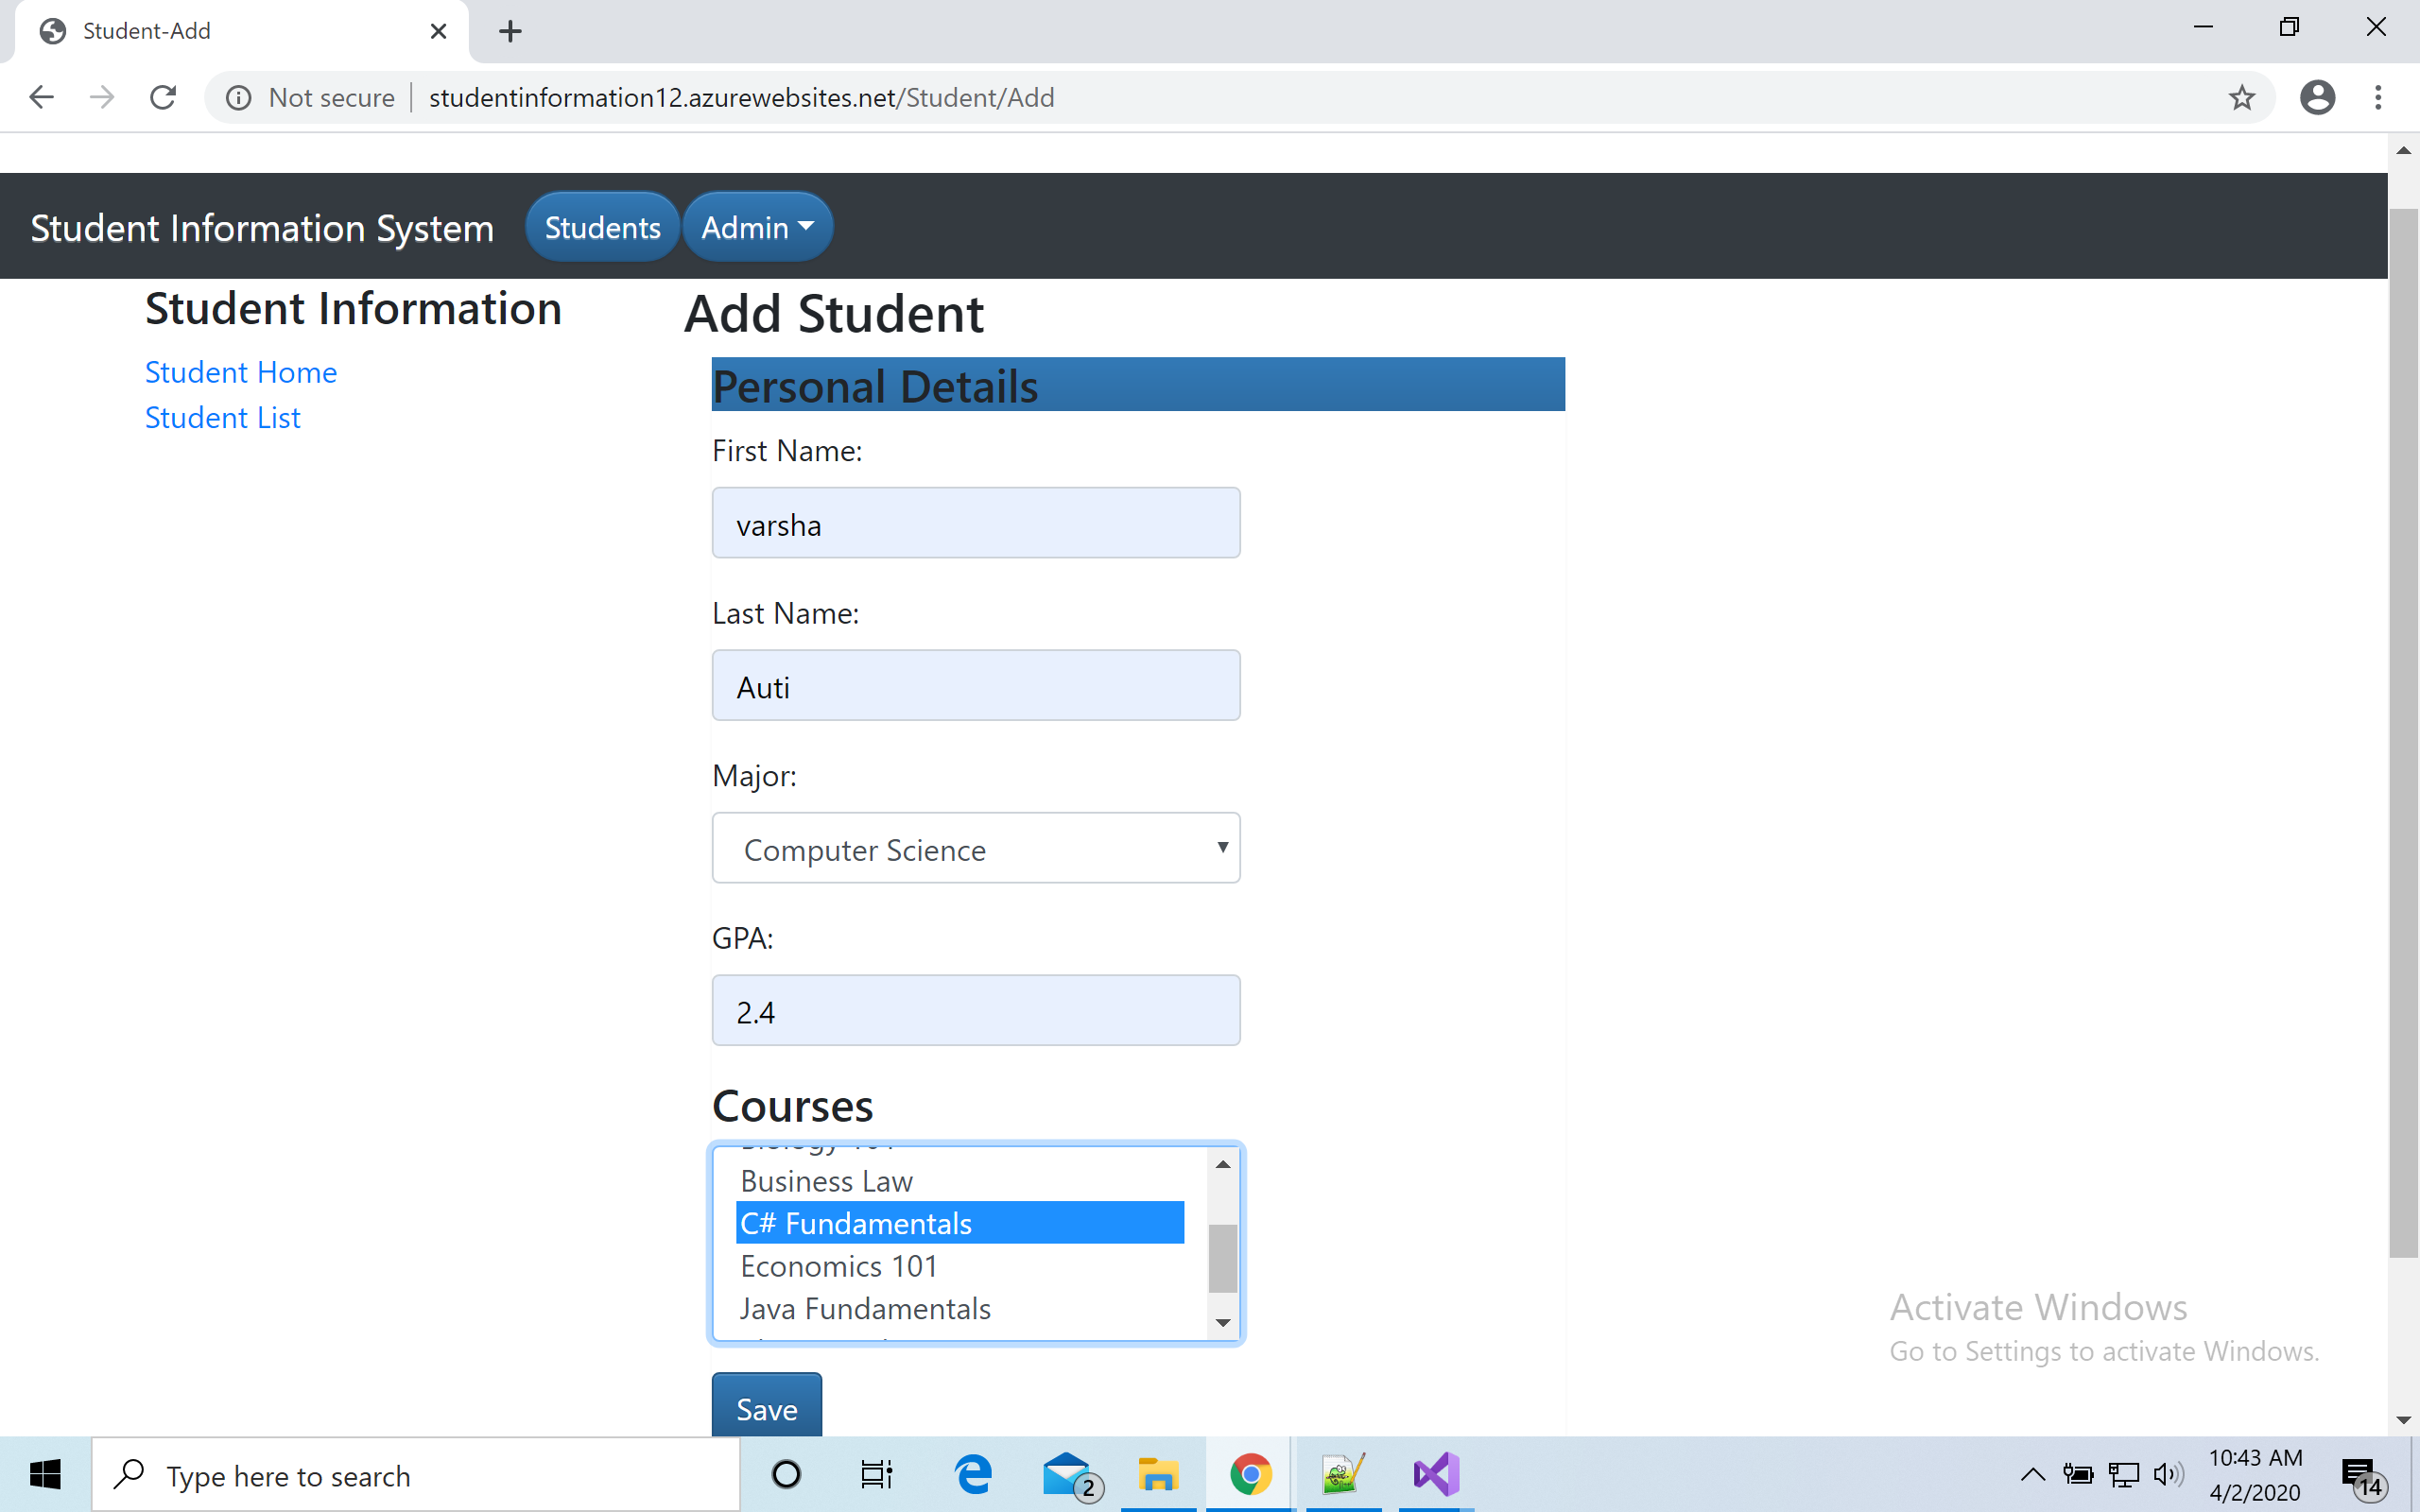 Student-Add
Not secure
studentinformation12.azurewebsites.net/Student/Add
Student Information System
Students
Admin
Student Information
Student Home
Student List
Add Student
Personal Details
First Name:
varsha
Last Name:
Auti
Major:
Computer Science
GPA:
2.4
Courses
Business Law
C# Fundamentals
Economics 101
Java Fundamentals
Save
Activate Windows
Go to Settings to activate Windows.
Type here to search
2
10:43 AM
4/2/2020
14